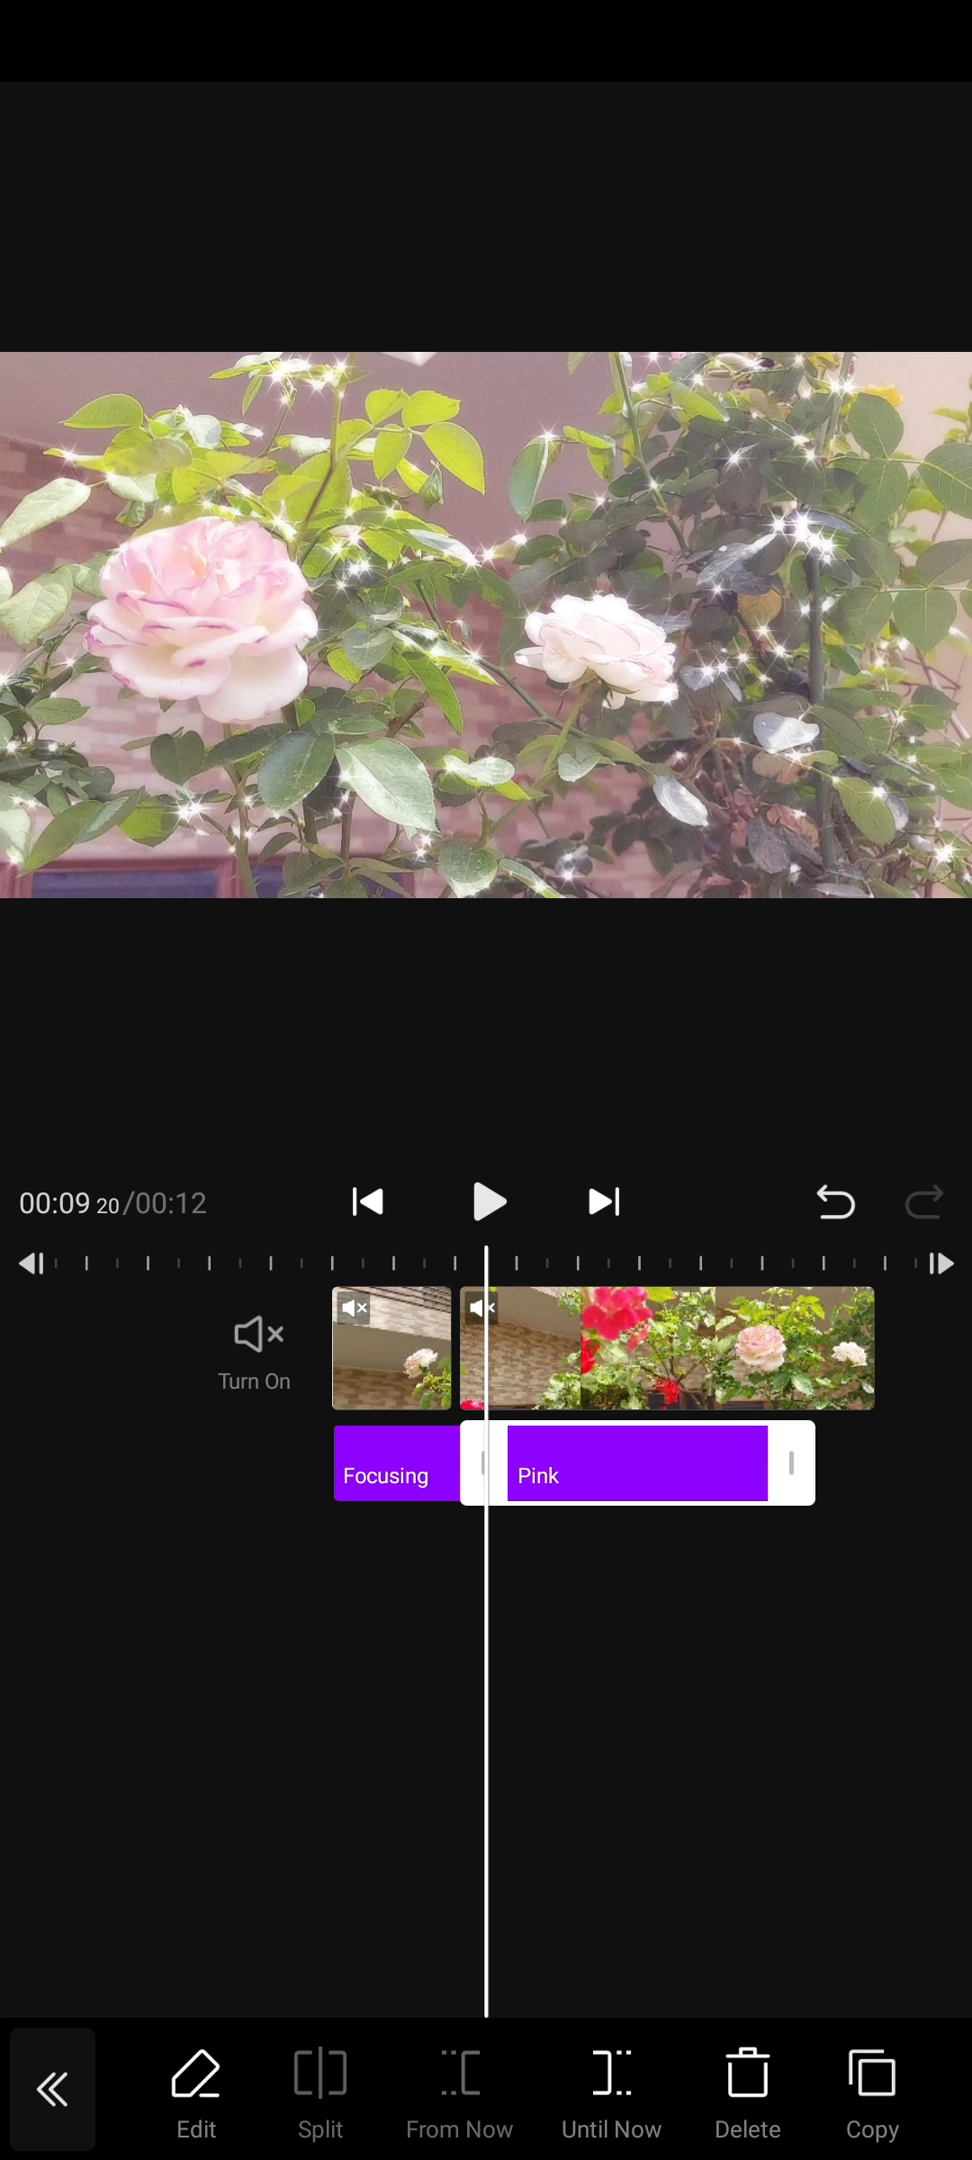 00:09 20/00:12
Turn On
Focusing
Pink
Edit
Split
From Now
Until Now
Delete
Copy